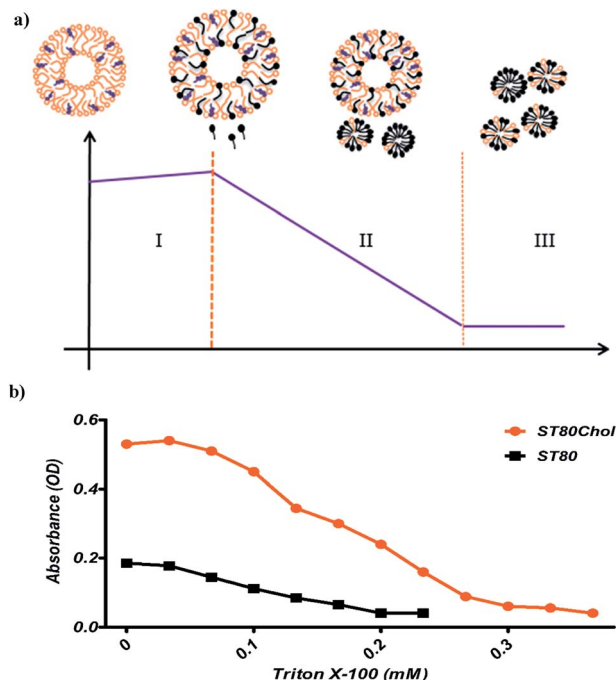 a)
I
II
III
b)
Absorbance (OD)
0.6
0.4
0.2
0.0
ST80Chol
ST80
0
0.1
0.2
0.3
Triton X-100 (mM)